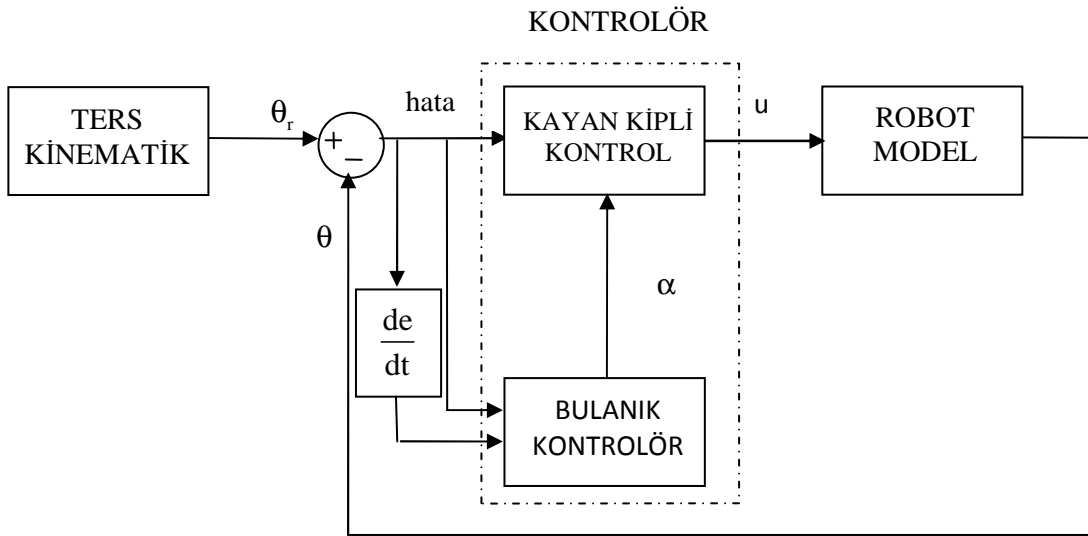 KONTROLÖR
TERS
KİNEMATİK
θr
+
−
hata
KAYAN KİPLİ
KONTROL
u
ROBOT
MODEL
θ
de
dt
α
BULANIK
KONTROLÖR